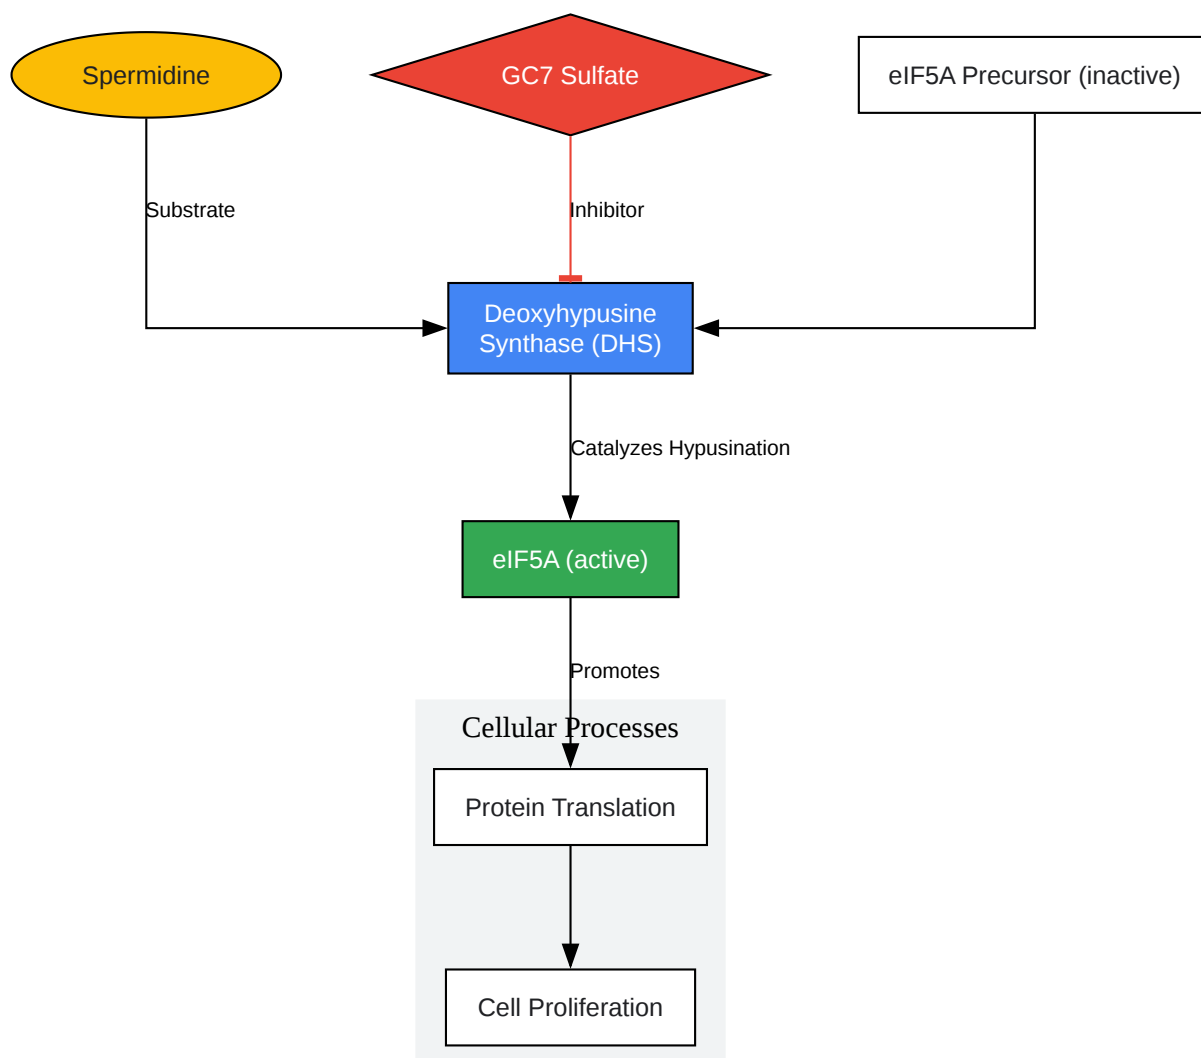 Spermidine
GC7 Sulfate
eIF5A Precursor (inactive)
Substrate
Inhibitor
Deoxyhypusine
Synthase (DHS)
Catalyzes Hypusination
eIF5A (active)
Promotes
Cellular Processes
Protein Translation
Cell Proliferation